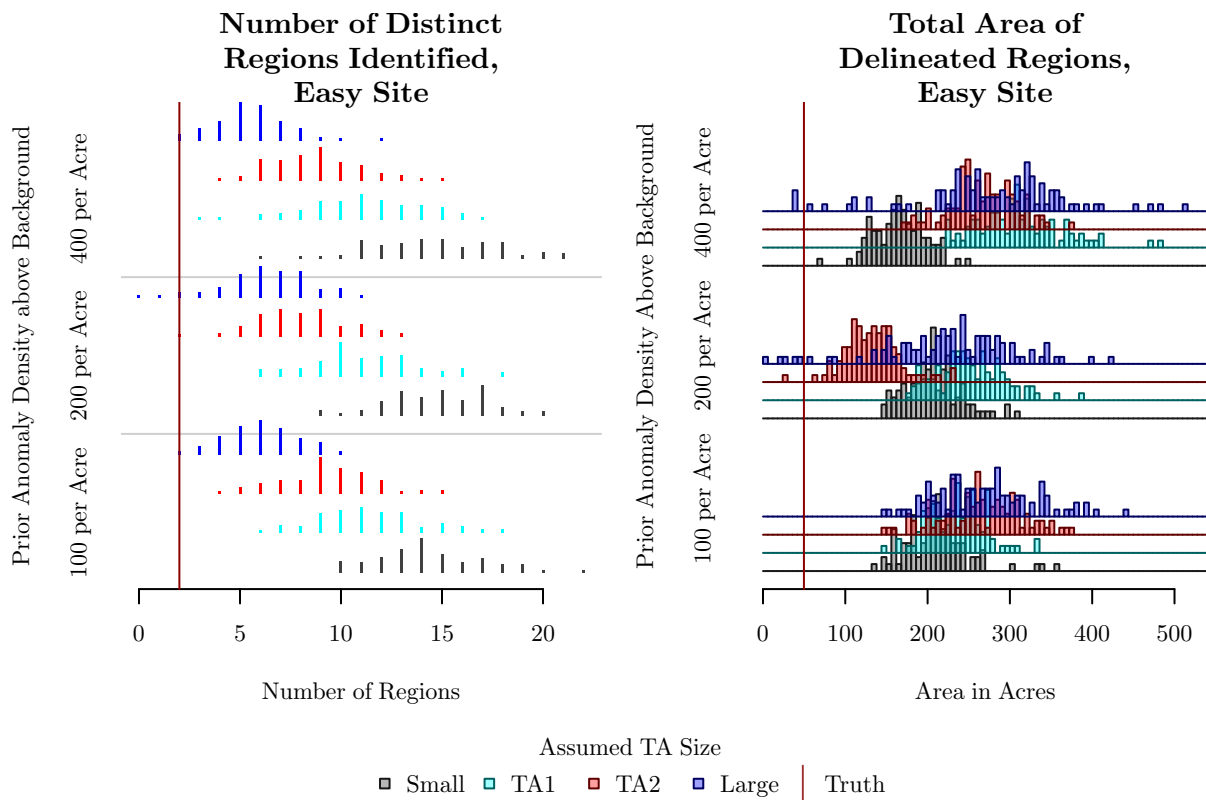 Number of Distinct
Regions Identified,
Easy Site
Prior Anomaly Density above Background
400 per Acre
200 per Acre
100 per Acre
0 5 10 15 20
Number of Regions
Total Area of
Delineated Regions,
Easy Site
Prior Anomaly Density Above Background
400 per Acre
200 per Acre
100 per Acre
0 100 200 300 400 500
Area in Acres
Assumed TA Size
Small TA1 TA2 Large Truth